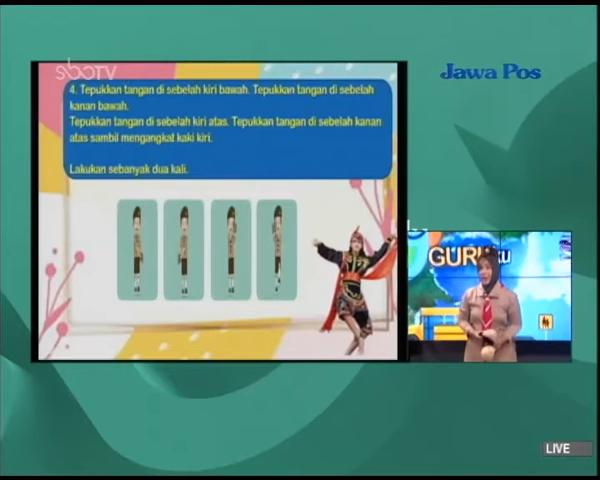 sboTV
Jawa Pos
4. Tepukkan tangan di sebelah kiri bawah. Tepukkan tangan di sebelah
kanan bawah.
Tepukkan tangan di sebelah kiri atas. Tepukkan tangan di sebelah kanan
atas sambil mengangkat kaki kiri.
Lakukan sebanyak dua kali.
GURUku
LIVE